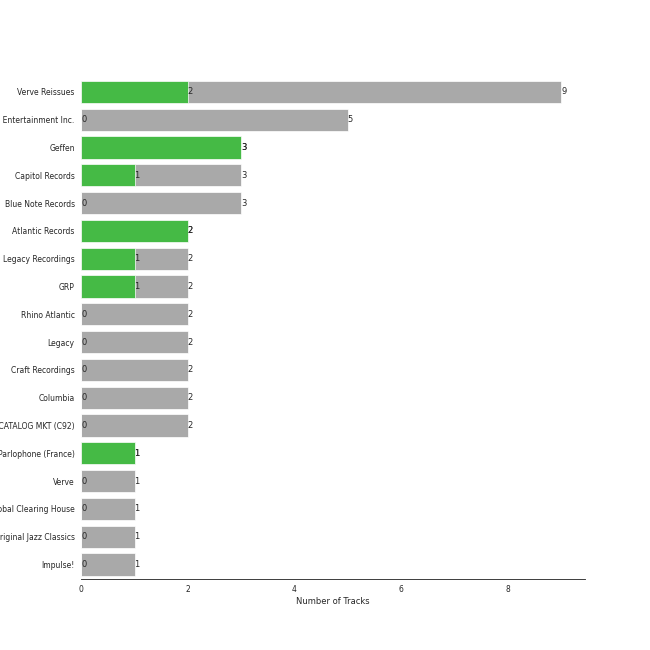 Verve Reissues 2 9
Entertainment Inc. 0 5
Geffen 3
Capitol Records 1 3
Blue Note Records 0 3
Atlantic Records 2
Legacy Recordings 1 2
GRP 1 2
Rhino Atlantic 0 2
Legacy 0 2
Craft Recordings 0 2
Columbia 0 2
CATALOG MKT (C92) 0 2
Parlophone (France) 1
Verve 0 1
obal Clearing House 0 1
riginal Jazz Classics 0 1
Impulse! 0 1
0 2 4 6 8
Number of Tracks